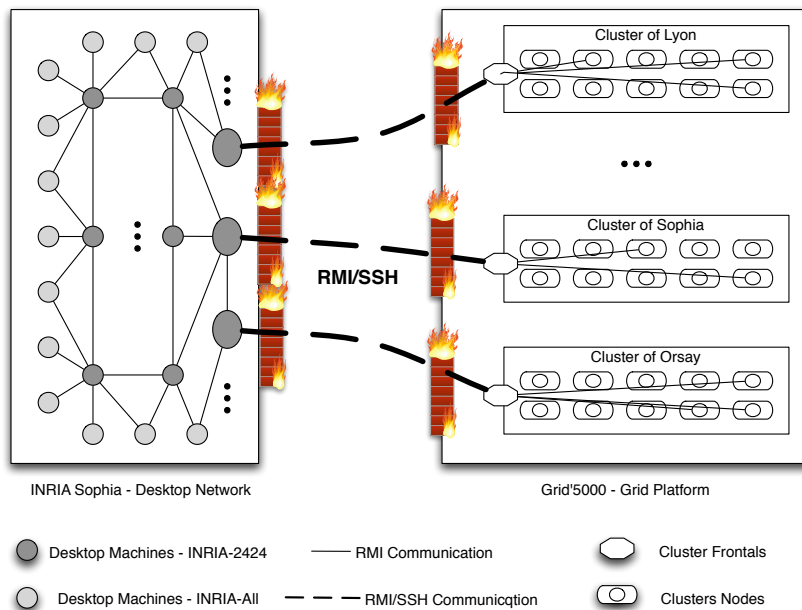 Cluster of Lyon
Cluster of Sophia
RMI/SSH
Cluster of Orsay
INRIA Sophia - Desktop Network
Grid'5000 - Grid Platform
Desktop Machines - INRIA-2424
RMI Communication
Cluster Frontals
Desktop Machines - INRIA-All
RMI/SSH Communicqtion
Clusters Nodes